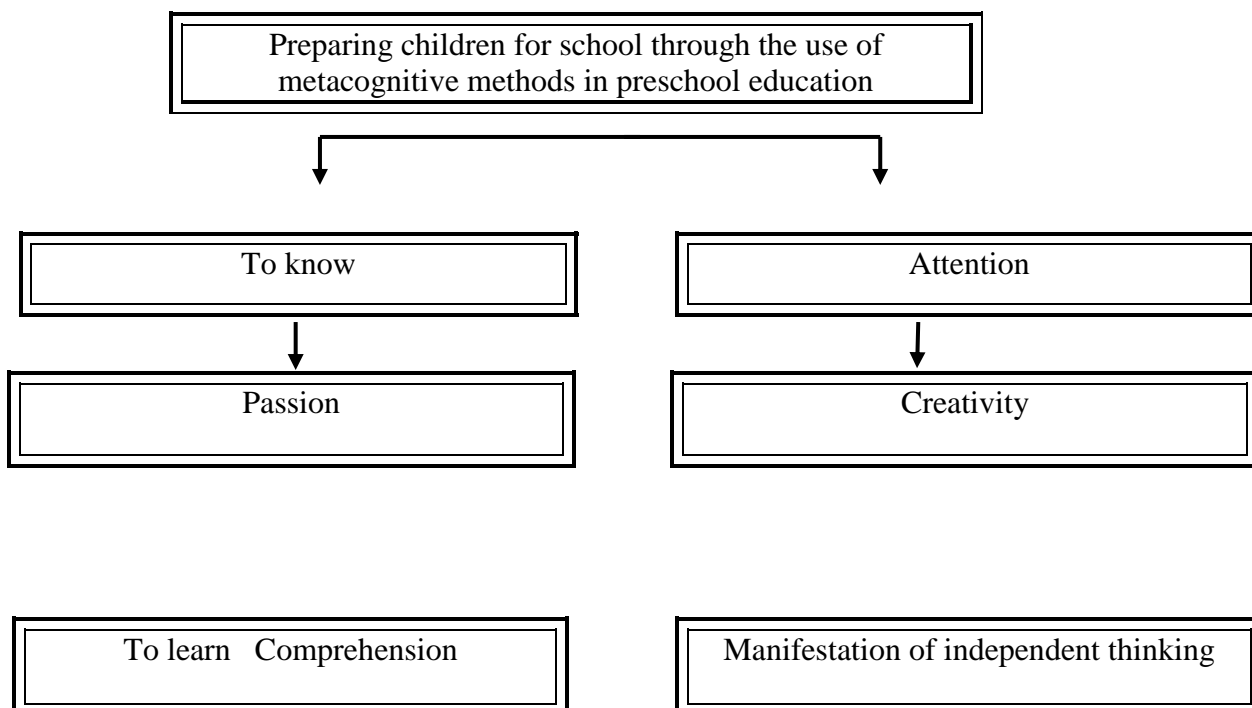 Preparing children for school through the use of
metacognitive methods in preschool education
To know
Attention
Passion
Creativity
To learn Comprehension
Manifestation of independent thinking